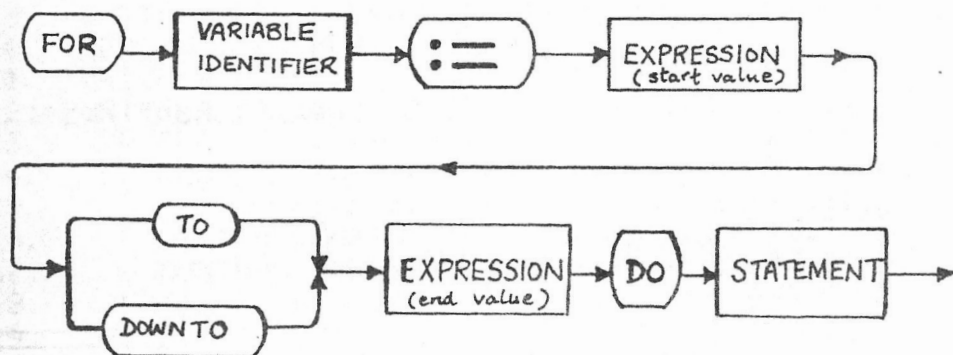 FOR
VARIABLE
IDENTIFIER
:=
EXPRESSION
(start value)
TO
DOWNTO
EXPRESSION
(end value)
DO
STATEMENT